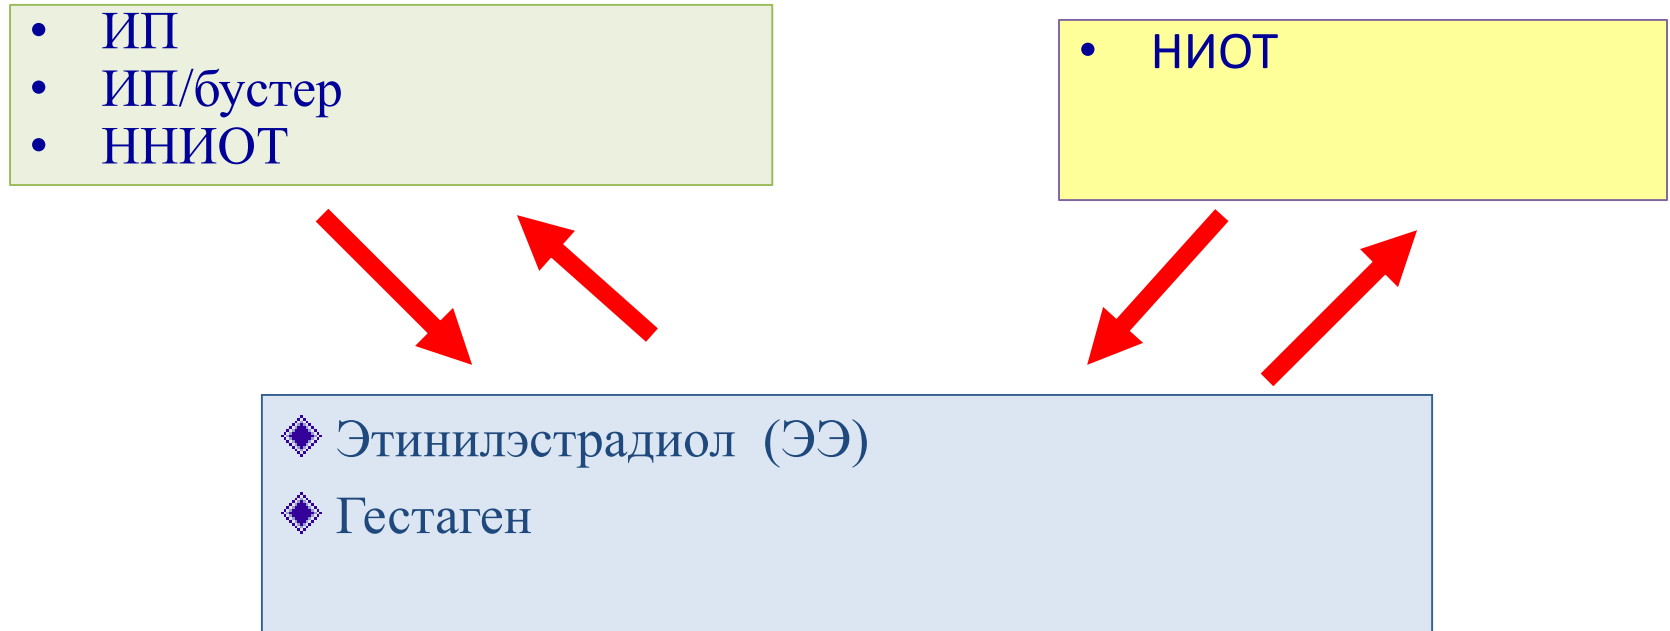 • ИП
• ИП/бустер
• ННИОТ
• НИОТ
Этинилэстрадиол (ЭЭ)
Гестаген